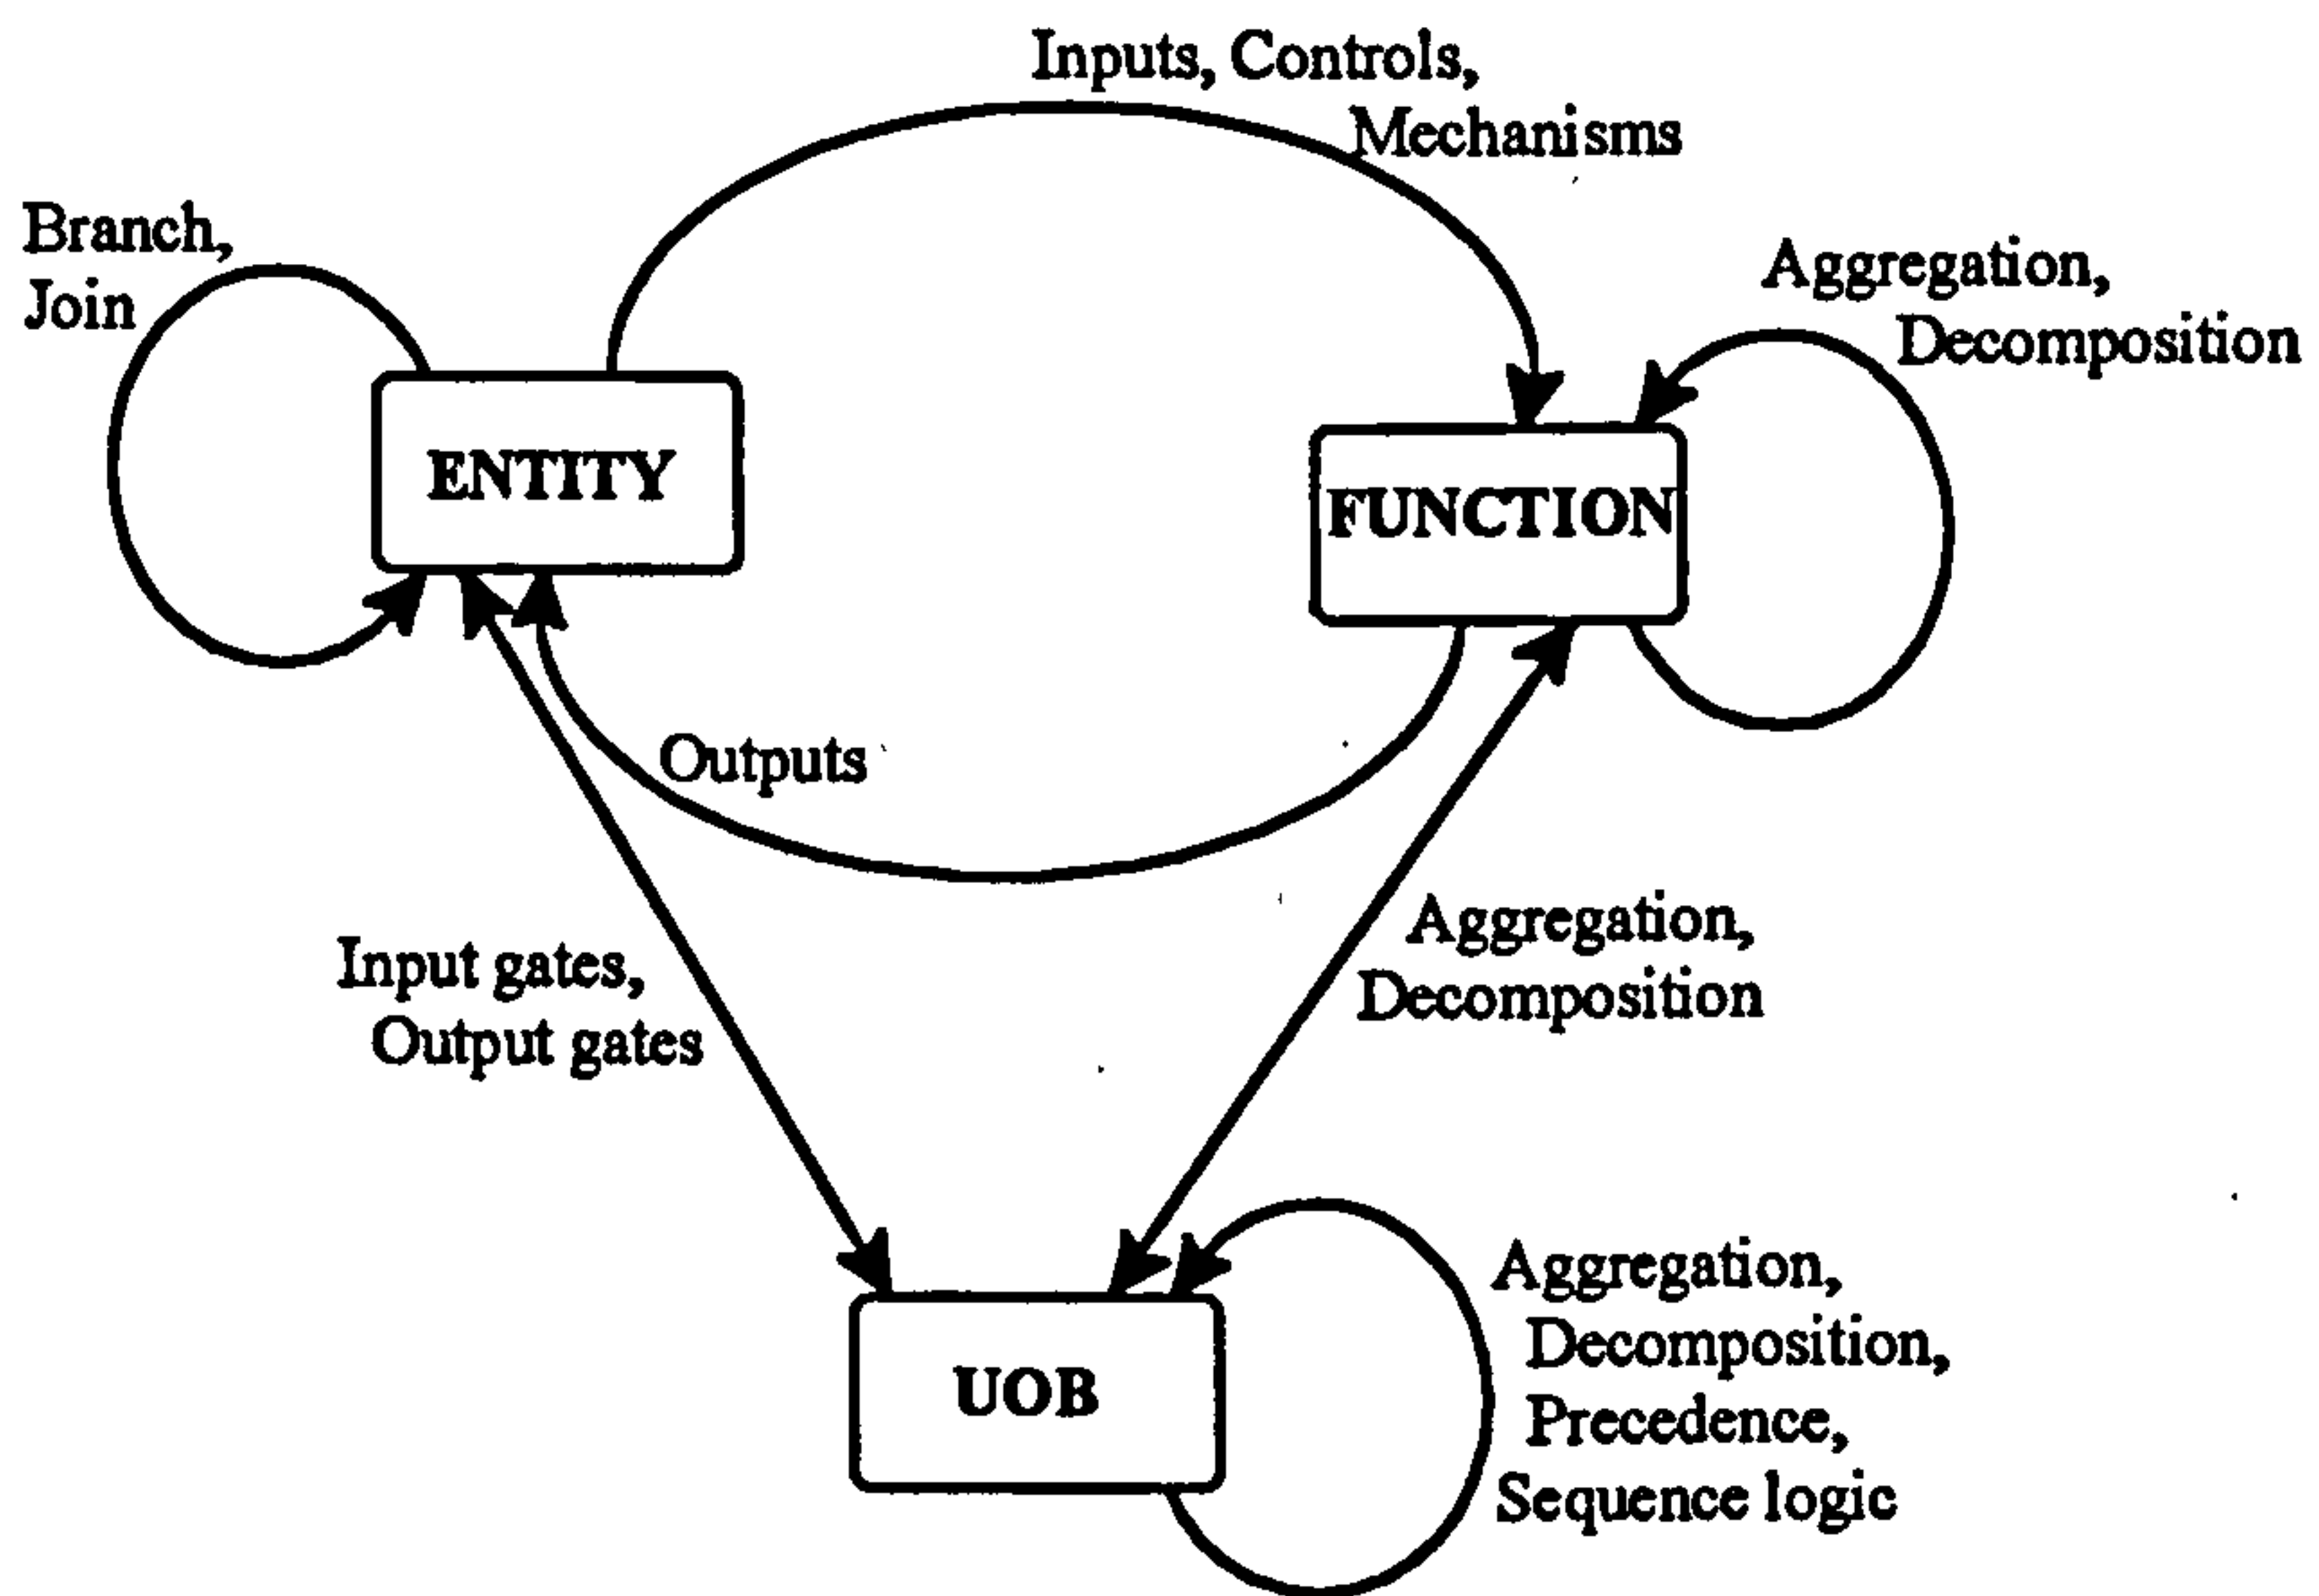 Inputs, Controls,
Mechanisms
Branch,
Join
Aggregation,
Decomposition
ENTITY
FUNCTION
Outputs
Aggregation,
Decomposition
Input gates,
Output gates
Aggregation,
Decomposition,
Precedence,
Sequence logic
UOB